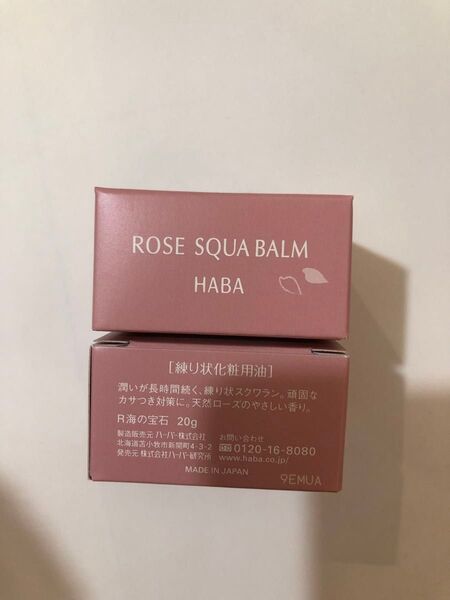 ROSE SQUA BALM
HABA
[練り状化粧用油]
潤いが長時間続く、練り状スクワラン。頑固な
カサつき対策に。天然ローズのやさしい香り。
R海の宝石 20g
製造販売元 ハーバー株式会社
北海道苫小牧市新開町4-3-2
発売元 株式会社ハーバー研究所
お問い合わせ
0120-16-8080
www.haba.co.jp/
MADE IN JAPAN
9EMUA